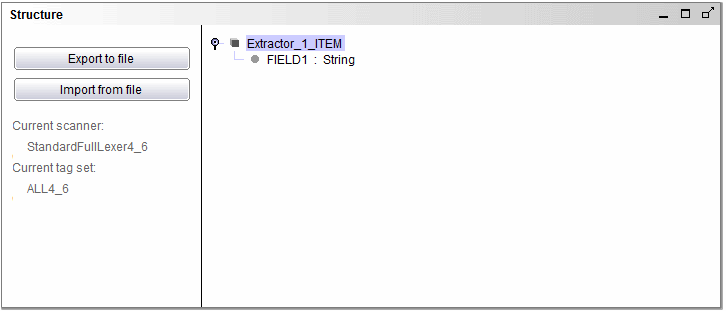 Structure
Export to file
Import from file
Current scanner:
StandardFullLexer4_6
Current tag set:
ALL4_6
Extractor_1_ITEM
FIELD1 : String